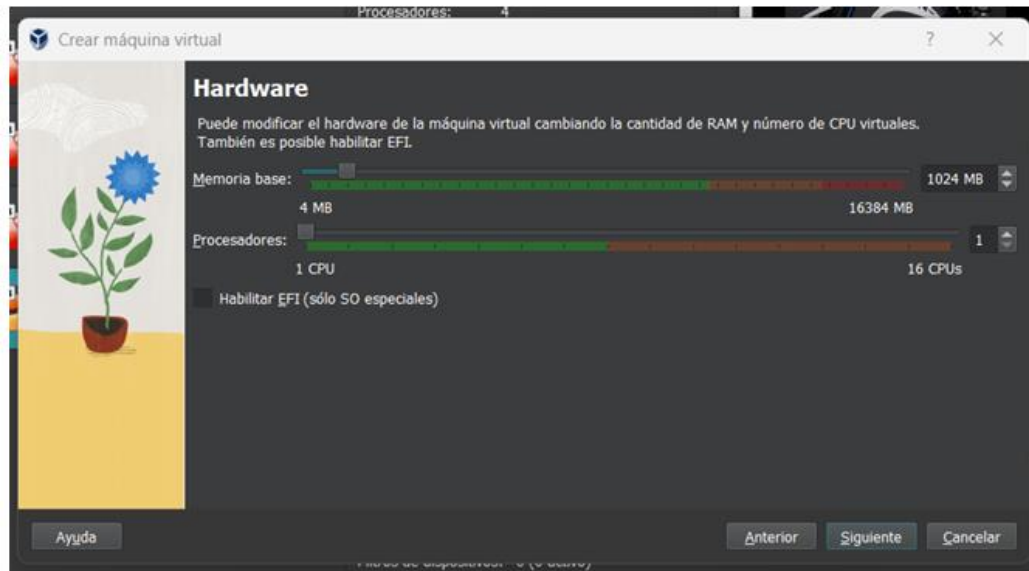 Procesadores: 4
Crear máquina virtual
Hardware
Puede modificar el hardware de la máquina virtual cambiando la cantidad de RAM y número de CPU virtuales.
También es posible habilitar EFI.
Memoria base:
1024 MB
4 MB
16384 MB
Procesadores:
1
1 CPU
16 CPUs
Habilitar EFI (sólo SO especiales)
Ayuda
Anterior
Siguiente
Cancelar